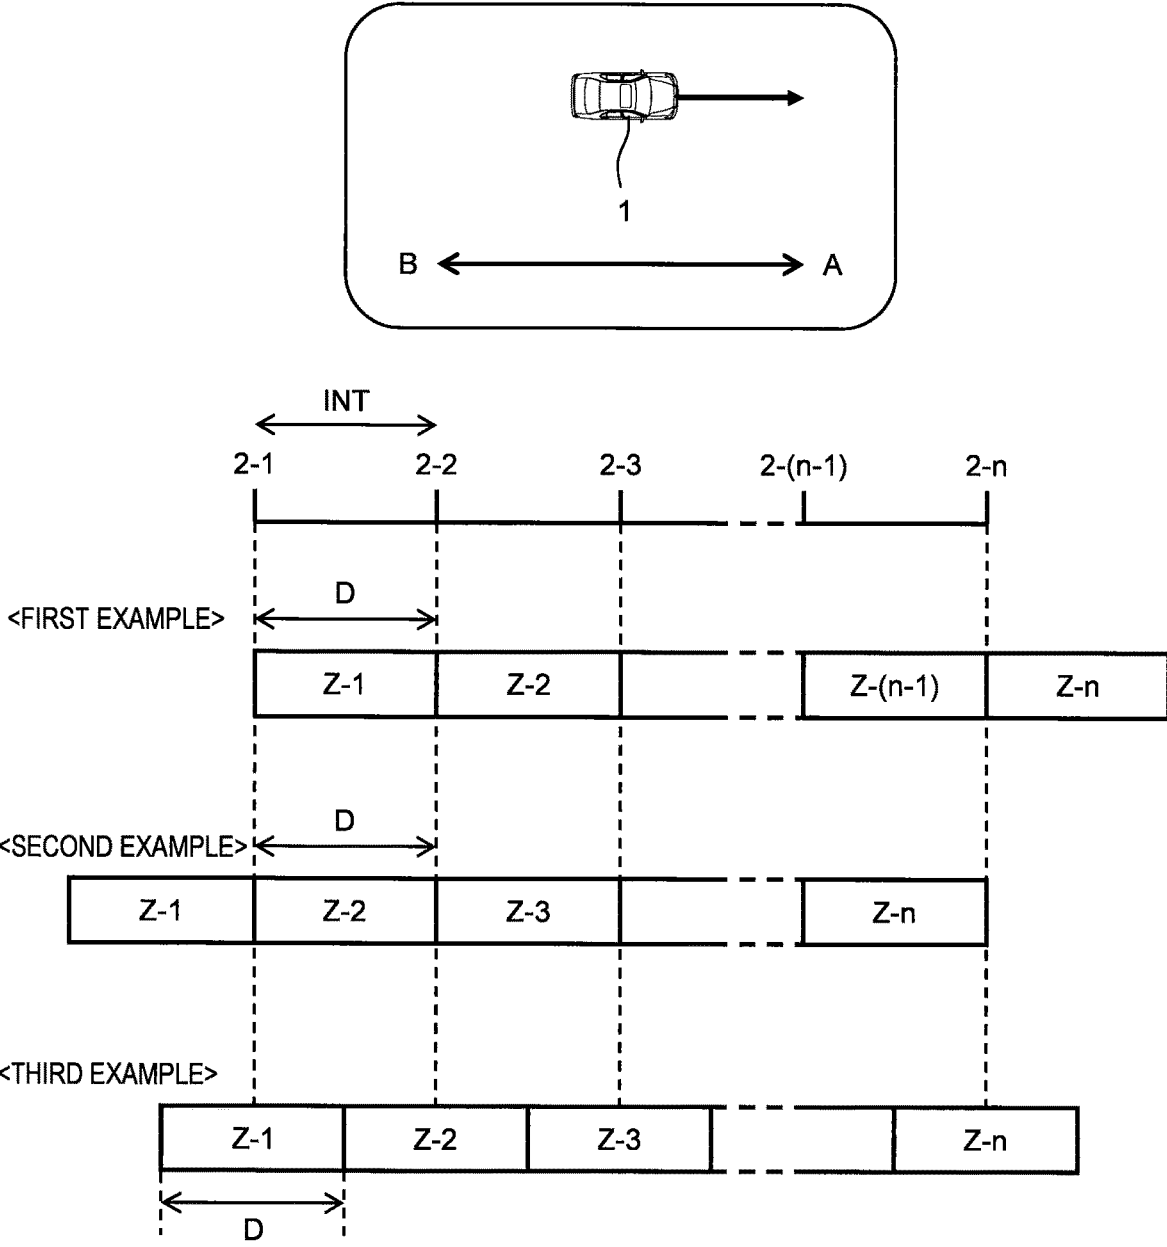 1
B A
INT
2-1 2-2 2-3 2-(n-1) 2-n
D
<FIRST EXAMPLE>
Z-1 Z-2 Z-(n-1) Z-n
D
<SECOND EXAMPLE>
Z-1 Z-2 Z-3 Z-n
<THIRD EXAMPLE>
Z-1 Z-2 Z-3 Z-n
D